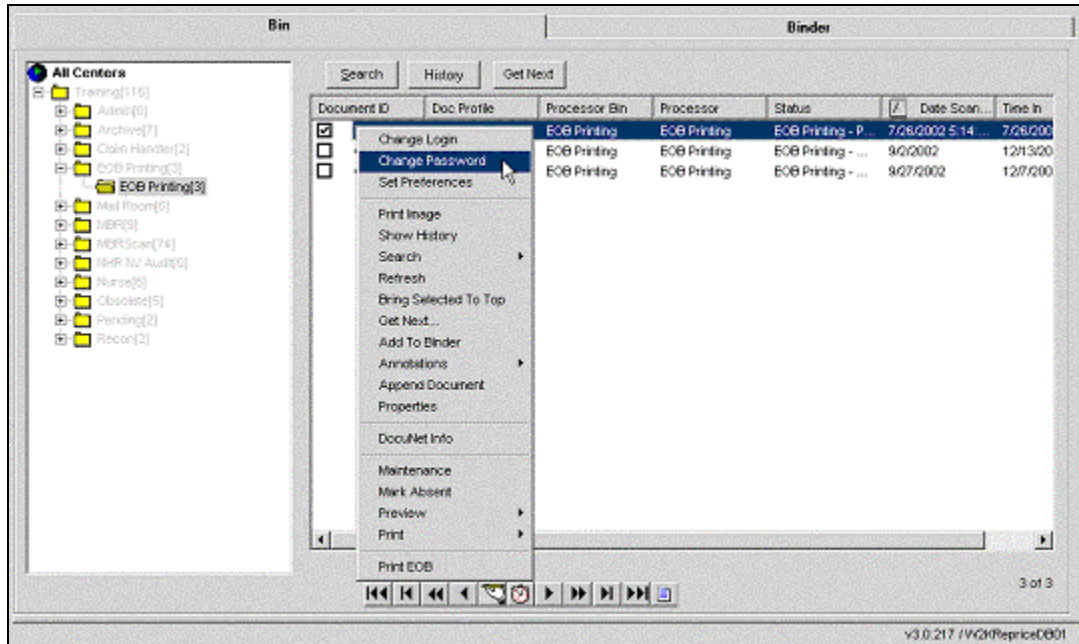 Bin
Binder
All Centers
Training[116]
Admin[0]
Archive[7]
Claim Handler[2]
EOB Printing[3]
EOB Printing[3]
Mail Room[6]
MBR[9]
MBRScan[74]
NHR NJ Audit[0]
Nurse[6]
Obsolete[5]
Pending[2]
Recon[2]
Search History Get Next
Document ID Doc Profile Processor Bin Processor Status / Date Scan... Time In
EOB Printing EOB Printing EOB Printing - P... 7/26/2002 5:14:... 7/26/200
EOB Printing EOB Printing EOB Printing - ... 9/2/2002 12/13/20
EOB Printing EOB Printing EOB Printing - ... 9/27/2002 12/7/200
Change Login
Change Password
Set Preferences
Print Image
Show History
Search
Refresh
Bring Selected To Top
Get Next...
Add To Binder
Annotations
Append Document
Properties
DocuNet Info
Maintenance
Mark Absent
Preview
Print
Print EOB
3 of 3
v3.0.217 / W2KRepriceDB01